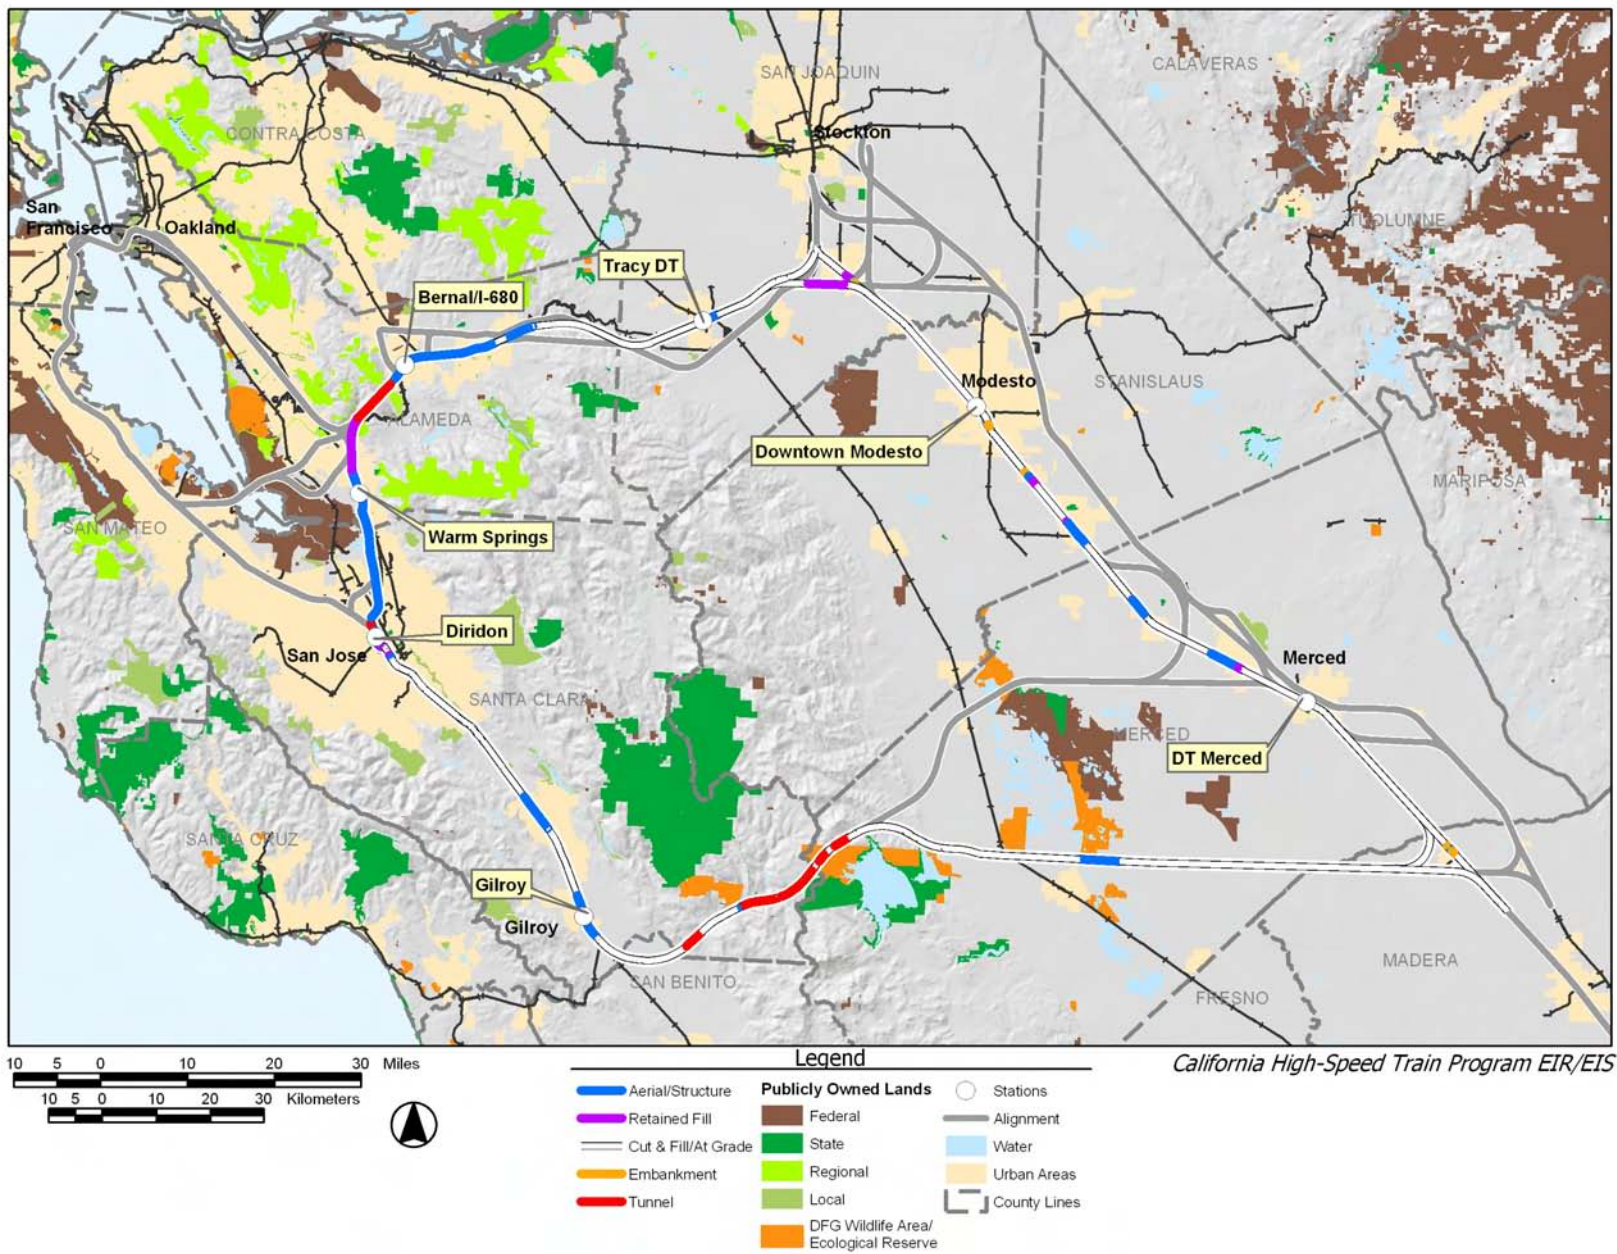 CALAVERAS
SAN JOAQUIN
Stockton
CONTRA COSTA
San
Francisco
Oakland
TUOLUMNE
Tracy DT
Bernal/I-680
Modesto
STANISLAUS
ALAMEDA
Downtown Modesto
MARIPOSA
SAN MATEO
Warm Springs
Diridon
San Jose
Merced
SANTA CLARA
MERCED
DT Merced
SANTA CRUZ
Gilroy
Gilroy
MADERA
SAN BENITO
FRESNO
10 5 0 10 20 30 Miles
10 5 0 10 20 30 Kilometers
Legend
California High-Speed Train Program EIR/EIS
Aerial/Structure
Retained Fill
Cut & Fill/At Grade
Embankment
Tunnel
Publicly Owned Lands
Federal
State
Regional
Local
DFG Wildlife Area/
Ecological Reserve
Stations
Alignment
Water
Urban Areas
County Lines